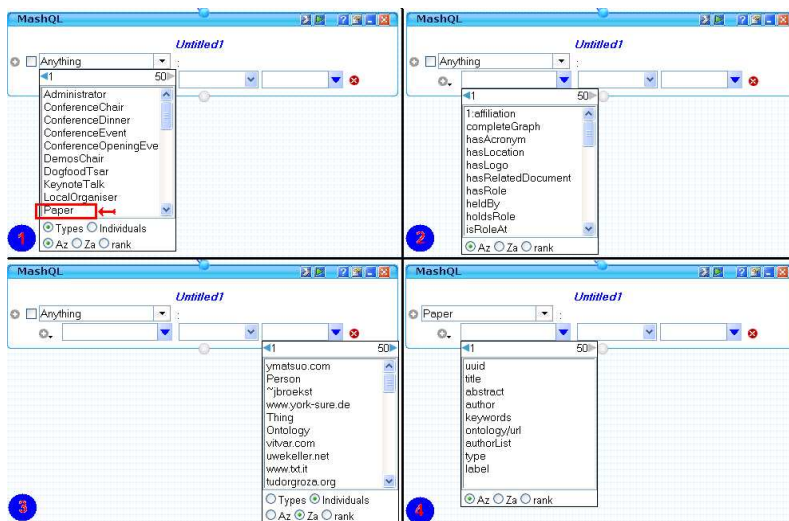 MashQL
Untitled1
Anything
:
1 50
Administrator
ConferenceChair
ConferenceDinner
ConferenceEvent
ConferenceOpeningEve
DemosChair
DogfoodTsar
KeynoteTalk
LocalOrganiser
Paper
Types Individuals
Az Za rank
1
MashQL
Untitled1
Anything
:
1 50
1:affiliation
completeGraph
hasAcronym
hasLocation
hasLogo
hasRelatedDocument
hasRole
heldBy
holdsRole
isRoleAt
Az Za rank
2
MashQL
Untitled1
Anything
:
1 50
ymatsuo.com
Person
~jbroekst
www.york-sure.de
Thing
Ontology
vitvar.com
uwekeller.net
www.txt.it
tudorgroza.org
Types Individuals
Az Za rank
3
MashQL
Untitled1
Paper
:
1 50
uuid
title
abstract
author
keywords
ontology/url
authorList
type
label
Az Za rank
4